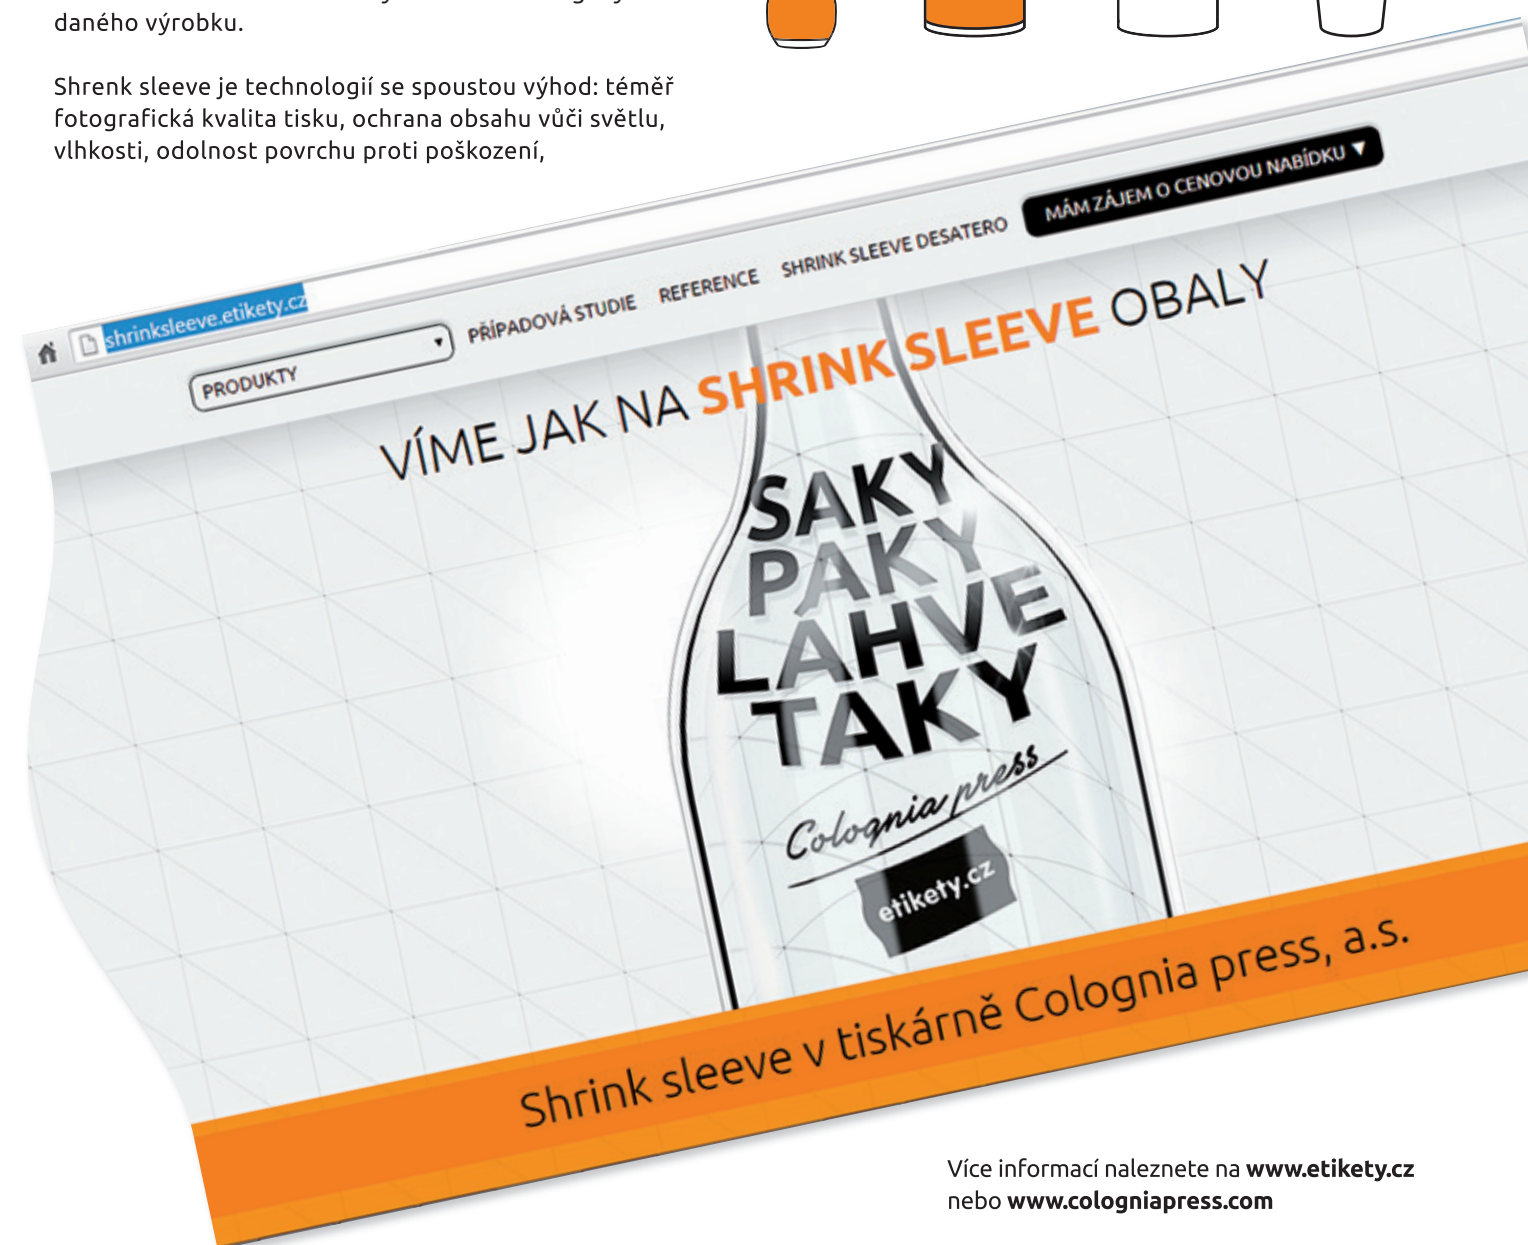 daného výrobku.
Shrenk sleeve je technologií se spoustou výhod: téměř
fotografická kvalita tisku, ochrana obsahu vůči světlu,
vlhkosti, odolnost povrchu proti poškození,
shrinksleeve.etikety.cz
PRODUKTY
PŘÍPADOVÁ STUDIE
REFERENCE
SHRINK SLEEVE DESATERO
MÁM ZÁJEM O CENOVOU NABÍDKU
VÍME JAK NA SHRINK SLEEVE OBALY
SAKY
PAKY
LAHVE
TAKY
Colognia press
etikety.cz
Shrink sleeve v tiskárně Colognia press, a.s.
Více informací naleznete na www.etikety.cz
nebo www.cologniapress.com